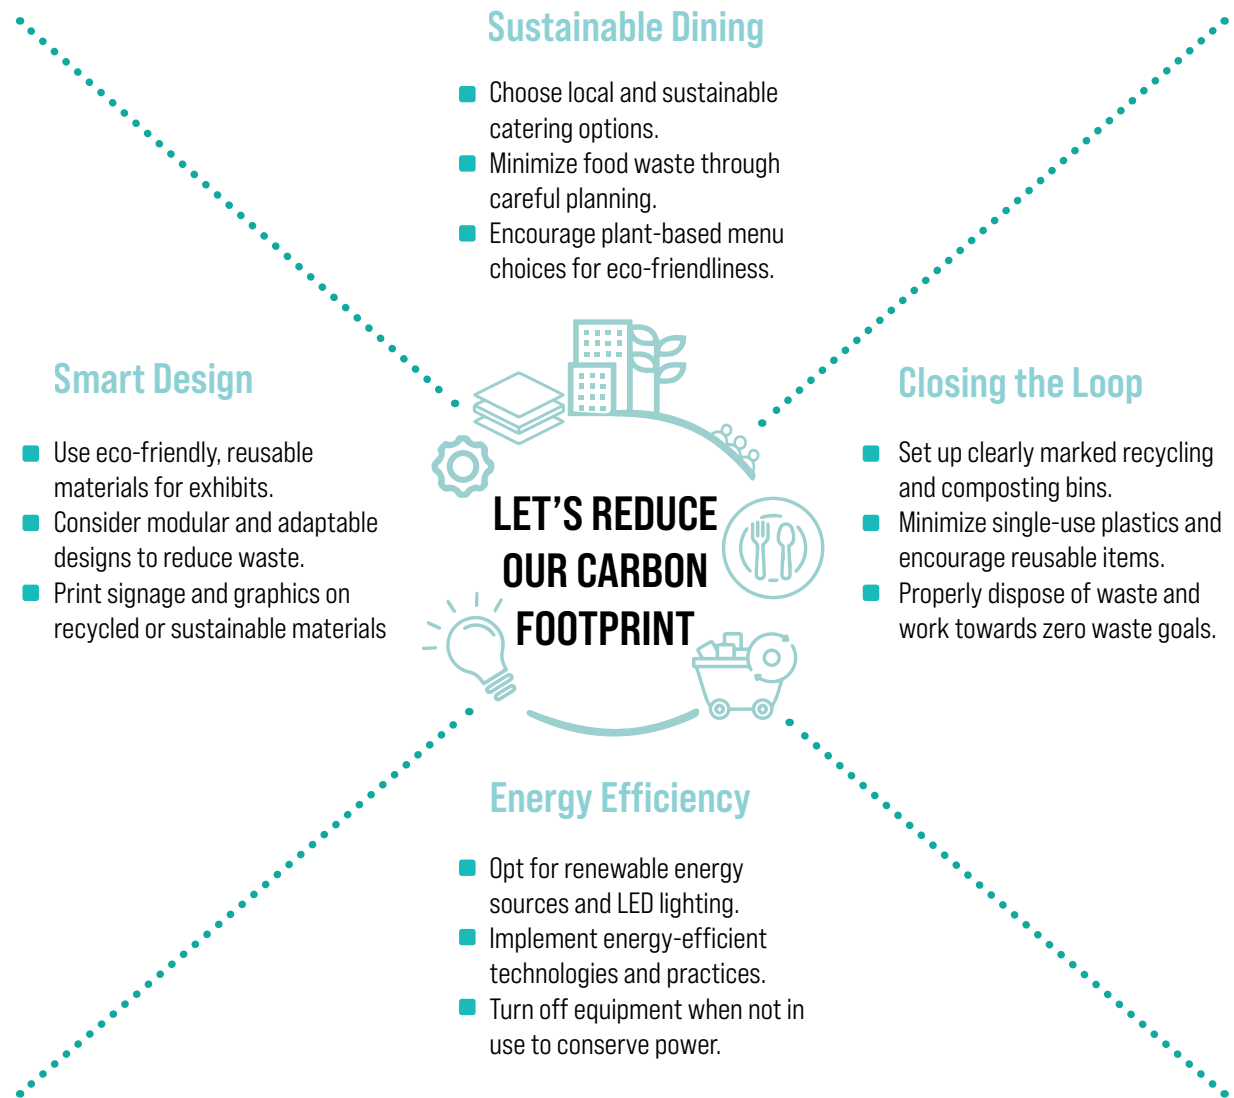 Sustainable Dining
Choose local and sustainable
catering options.
Minimize food waste through
careful planning.
Encourage plant-based menu
choices for eco-friendliness.
Smart Design
Use eco-friendly, reusable
materials for exhibits.
Consider modular and adaptable
designs to reduce waste.
Print signage and graphics on
recycled or sustainable materials
LET'S REDUCE
OUR CARBON
FOOTPRINT
Closing the Loop
Set up clearly marked recycling
and composting bins.
Minimize single-use plastics and
encourage reusable items.
Properly dispose of waste and
work towards zero waste goals.
Energy Efficiency
Opt for renewable energy
sources and LED lighting.
Implement energy-efficient
technologies and practices.
Turn off equipment when not in
use to conserve power.